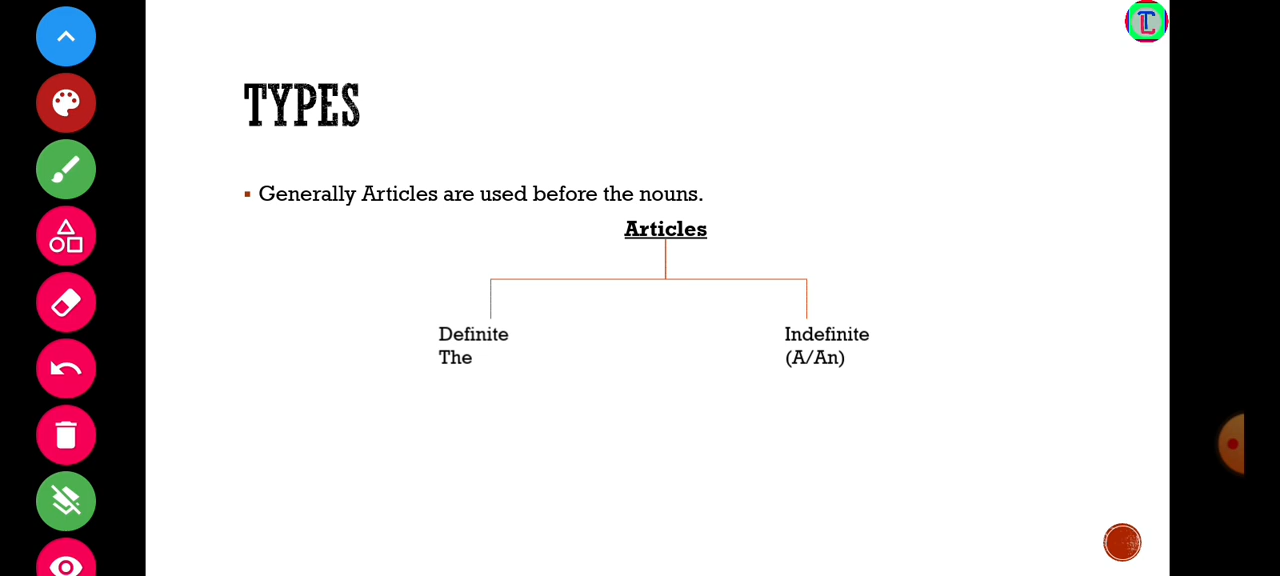 TYPES
Generally Articles are used before the nouns.
Articles
Definite
The
Indefinite
(A/An)